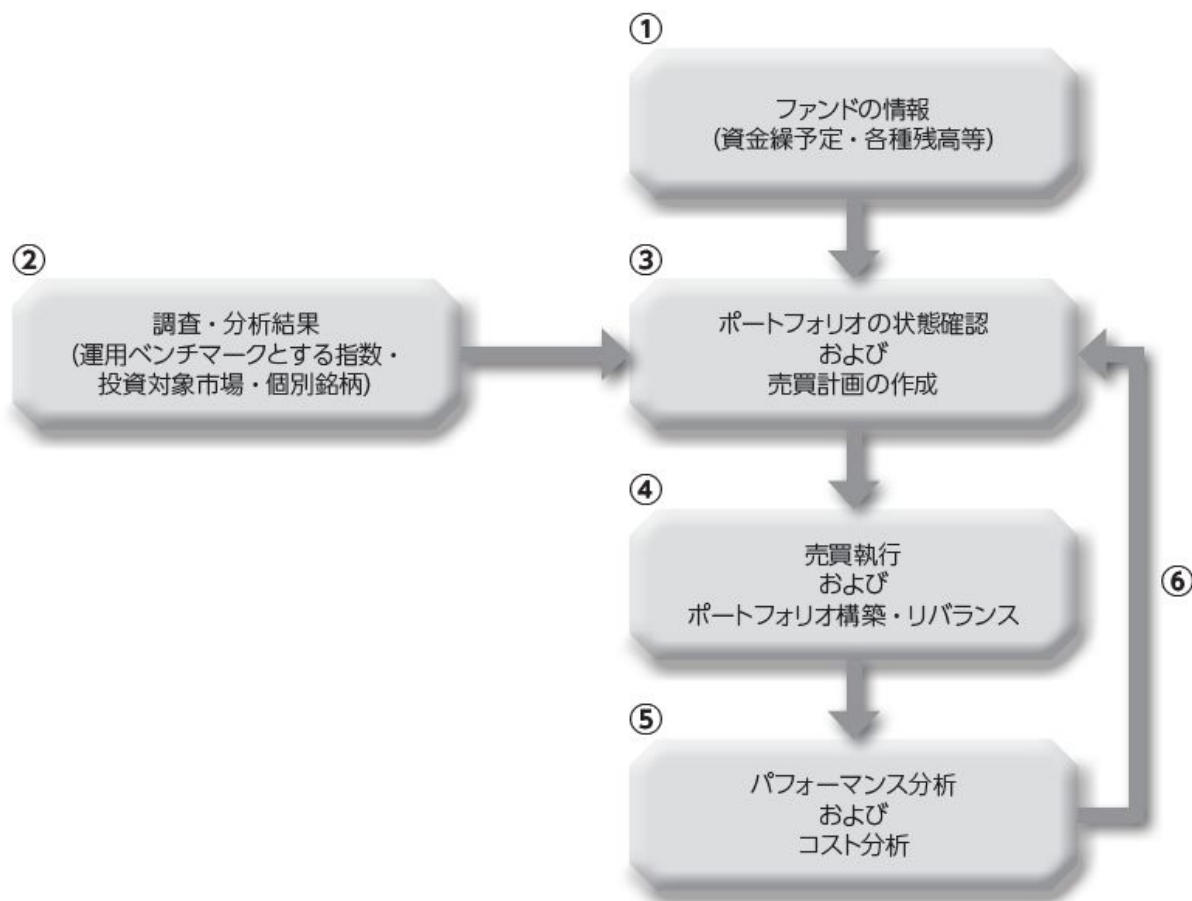 ①
ファンドの情報
(資金繰予定・各種残高等)
②
調査・分析結果
(運用ベンチマークとする指数・
投資対象市場・個別銘柄)
③
ポートフォリオの状態確認
および
売買計画の作成
④
売買執行
および
ポートフォリオ構築・リバランス
⑤
パフォーマンス分析
および
コスト分析
⑥